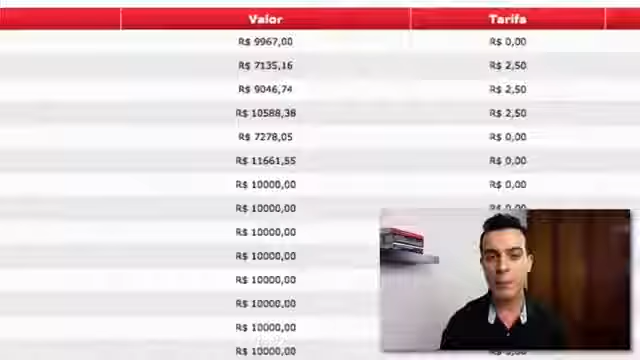 Valor Tarifa
R$ 9967,00 R$ 0,00
R$ 7135,16 R$ 2,50
R$ 9046,74 R$ 2,50
R$ 10588,38 R$ 2,50
R$ 7278,05 R$ 0,00
R$ 11661,55 R$ 0,00
R$ 10000,00 R$ 0,00
R$ 10000,00 R$ 0,00
R$ 10000,00
R$ 10000,00
R$ 10000,00
R$ 10000,00
R$ 10000,00
R$ 10000,00